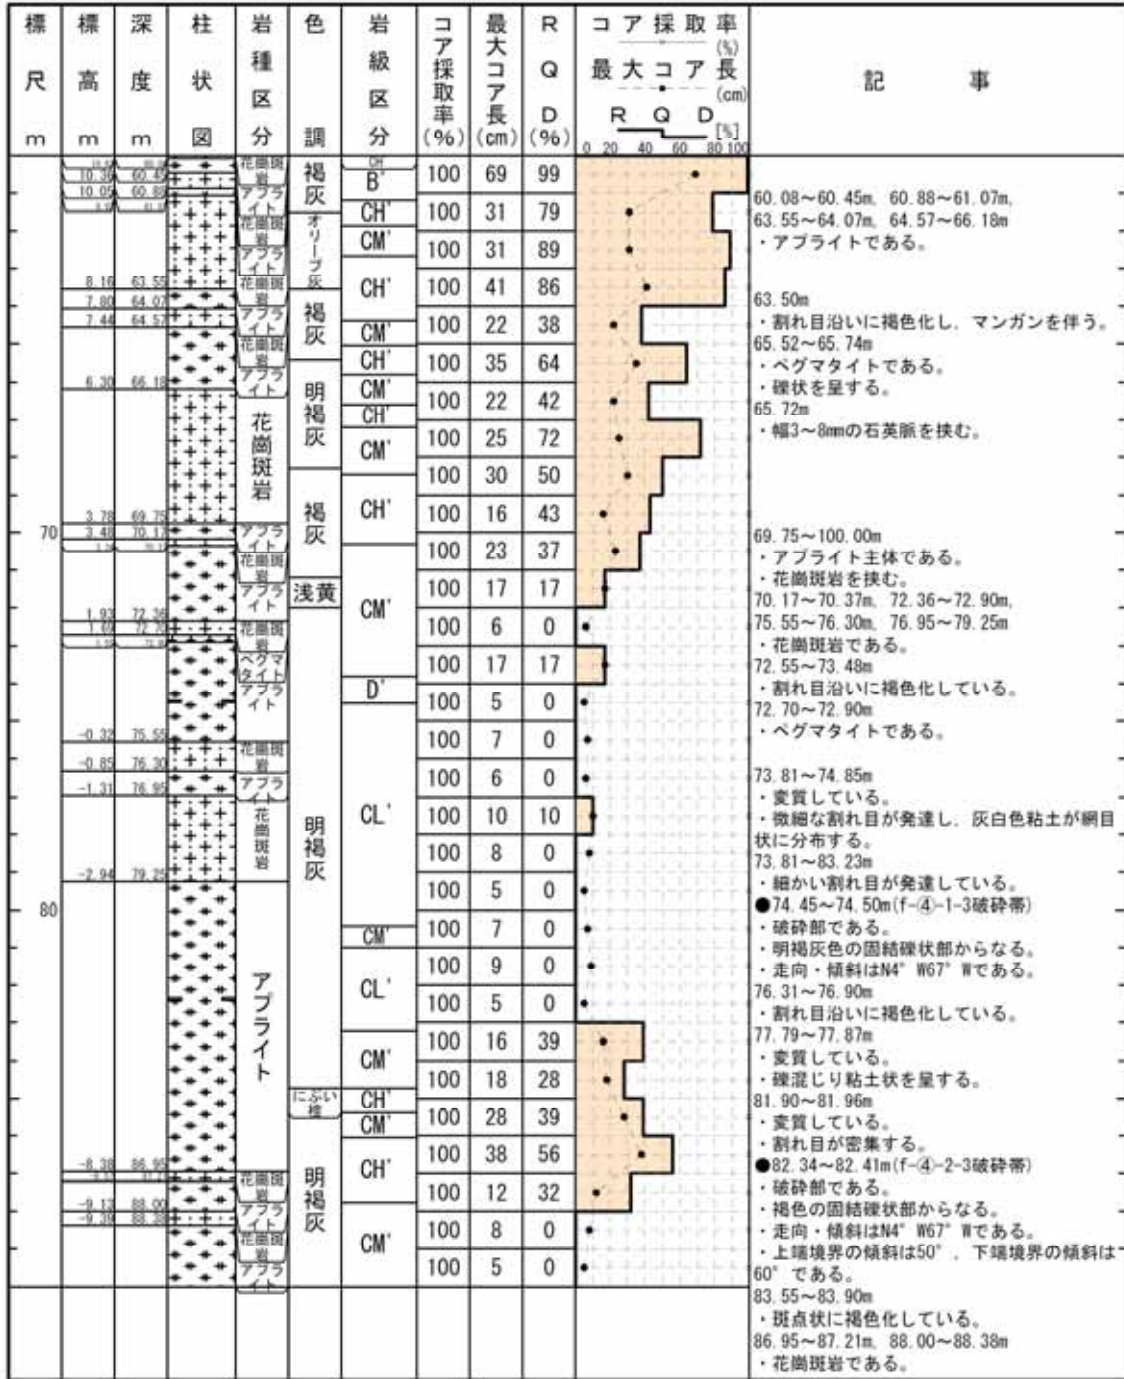 標尺m
標高m
深度m
柱状図
岩種区分
色調
岩級区分
コア採取率(%)
最大コア長(cm)
RQD(%)
コア採取率(%)
最大コア長(cm)
RQD[%]
0 20 40 60 80 100
記事
70
80
10.36 60.45
10.05 60.88
8.16 63.55
7.80 64.07
7.44 64.57
6.30 66.18
3.78 69.75
3.48 70.17
1.93 72.36
-0.32 75.55
-0.85 76.30
-1.31 76.95
-2.94 79.25
-8.38 86.95
-9.13 88.00
-9.39 88.38
花崗斑岩
アプライト
花崗斑岩
アプライト
花崗斑岩
アプライト
花崗斑岩
アプライト
花崗斑岩
アプライト
花崗斑岩
アプライト
花崗斑岩
ペグマタイト
アプライト
花崗斑岩
アプライト
花崗斑岩
アプライト
花崗斑岩
アプライト
花崗斑岩
アプライト
褐灰
オリーブ灰
褐灰
明褐灰
褐灰
浅黄
明褐灰
にぶい橙
明褐灰
CH'
B'
CH'
CM'
CH'
CM'
CH'
CM'
CH'
CM'
CH'
CM'
D'
CL'
CM'
CL'
CM'
CH'
CM'
CH'
CM'
100 69 99
100 31 79
100 31 89
100 41 86
100 22 38
100 35 64
100 22 42
100 25 72
100 30 50
100 16 43
100 23 37
100 17 17
100 6 0
100 17 17
100 5 0
100 7 0
100 6 0
100 10 10
100 8 0
100 5 0
100 7 0
100 9 0
100 5 0
100 16 39
100 18 28
100 28 39
100 38 56
100 12 32
100 8 0
100 5 0
60.08～60.45m, 60.88～61.07m,
63.55～64.07m, 64.57～66.18m
・アプライトである。
63.50m
・割れ目沿いに褐色化し、マンガンを伴う。
65.52～65.74m
・ペグマタイトである。
・礫状を呈する。
65.72m
・幅3～8mmの石英脈を挟む。
69.75～100.00m
・アプライト主体である。
・花崗斑岩を挟む。
70.17～70.37m, 72.36～72.90m,
75.55～76.30m, 76.95～79.25m
・花崗斑岩である。
72.55～73.48m
・割れ目沿いに褐色化している。
72.70～72.90m
・ペグマタイトである。
73.81～74.85m
・変質している。
・微細な割れ目が発達し、灰白色粘土が網目
状に分布する。
73.81～83.23m
・細かい割れ目が発達している。
●74.45～74.50m(f-④-1-3破砕帯)
・破砕部である。
・明褐灰色の固結礫状部からなる。
・走向・傾斜はN4°W67°Wである。
76.31～76.90m
・割れ目沿いに褐色化している。
77.79～77.87m
・変質している。
・礫混じり粘土状を呈する。
81.90～81.96m
・変質している。
・割れ目が密集する。
●82.34～82.41m(f-④-2-3破砕帯)
・破砕部である。
・褐色の固結礫状部からなる。
・走向・傾斜はN4°W67°Wである。
・上端境界の傾斜は50°、下端境界の傾斜は
60°である。
83.55～83.90m
・斑点状に褐色化している。
86.95～87.21m, 88.00～88.38m
・花崗斑岩である。